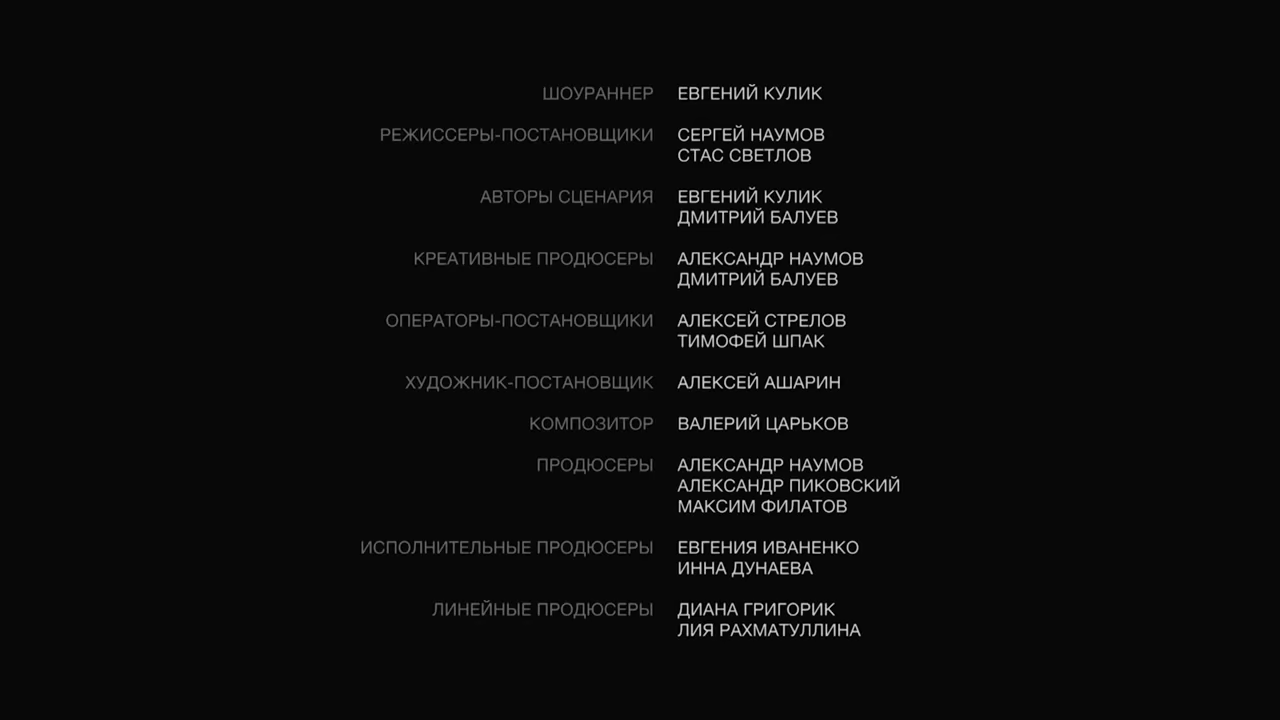 ШОУРАННЕР ЕВГЕНИЙ КУЛИК
РЕЖИССЕРЫ-ПОСТАНОВЩИКИ СЕРГЕЙ НАУМОВ
СТАС СВЕТЛОВ
АВТОРЫ СЦЕНАРИЯ ЕВГЕНИЙ КУЛИК
ДМИТРИЙ БАЛУЕВ
КРЕАТИВНЫЕ ПРОДЮСЕРЫ АЛЕКСАНДР НАУМОВ
ДМИТРИЙ БАЛУЕВ
ОПЕРАТОРЫ-ПОСТАНОВЩИКИ АЛЕКСЕЙ СТРЕЛОВ
ТИМОФЕЙ ШПАК
ХУДОЖНИК-ПОСТАНОВЩИК АЛЕКСЕЙ АШАРИН
КОМПОЗИТОР ВАЛЕРИЙ ЦАРЬКОВ
ПРОДЮСЕРЫ АЛЕКСАНДР НАУМОВ
АЛЕКСАНДР ПИКОВСКИЙ
МАКСИМ ФИЛАТОВ
ИСПОЛНИТЕЛЬНЫЕ ПРОДЮСЕРЫ ЕВГЕНИЯ ИВАНЕНКО
ИННА ДУНАЕВА
ЛИНЕЙНЫЕ ПРОДЮСЕРЫ ДИАНА ГРИГОРИК
ЛИЯ РАХМАТУЛЛИНА